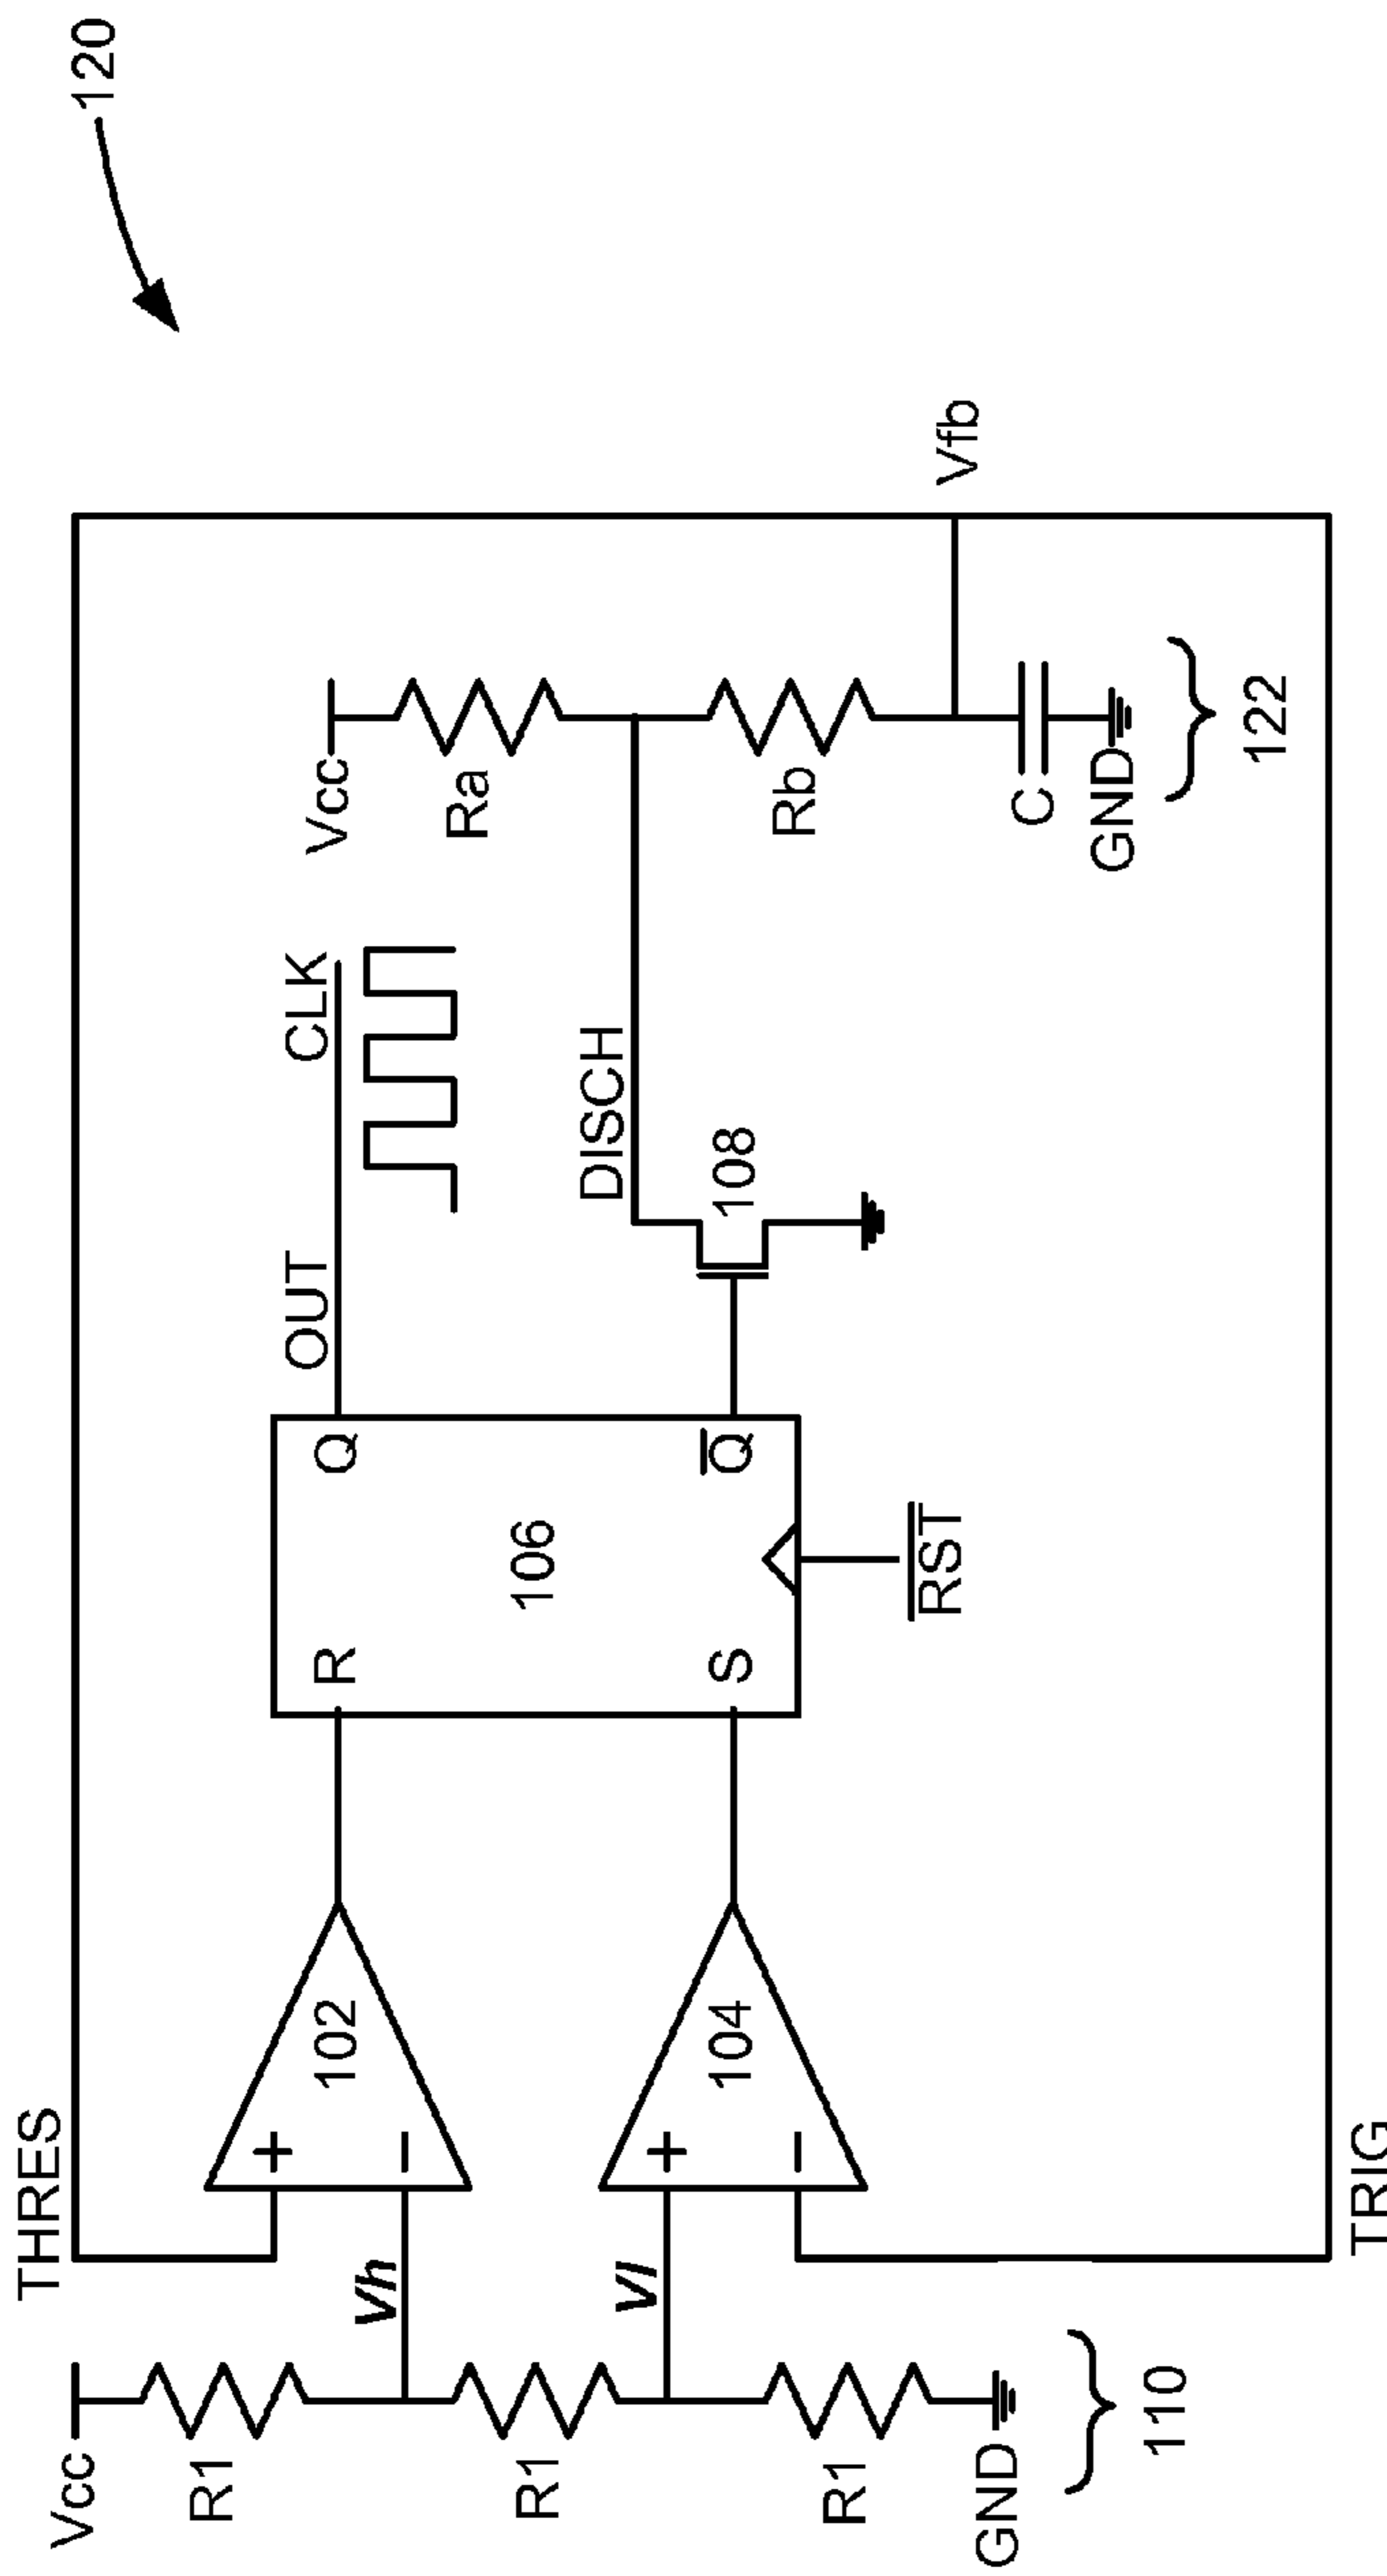 120
THRES
Vcc
R1
Vh
R1
Vl
R1
GND
110
+
−
102
+
−
104
R
S
106
Q
Q̅
R̅S̅T̅
OUT
CLK
DISCH
108
Vcc
Ra
Rb
C
GND
122
Vfb
TRIG